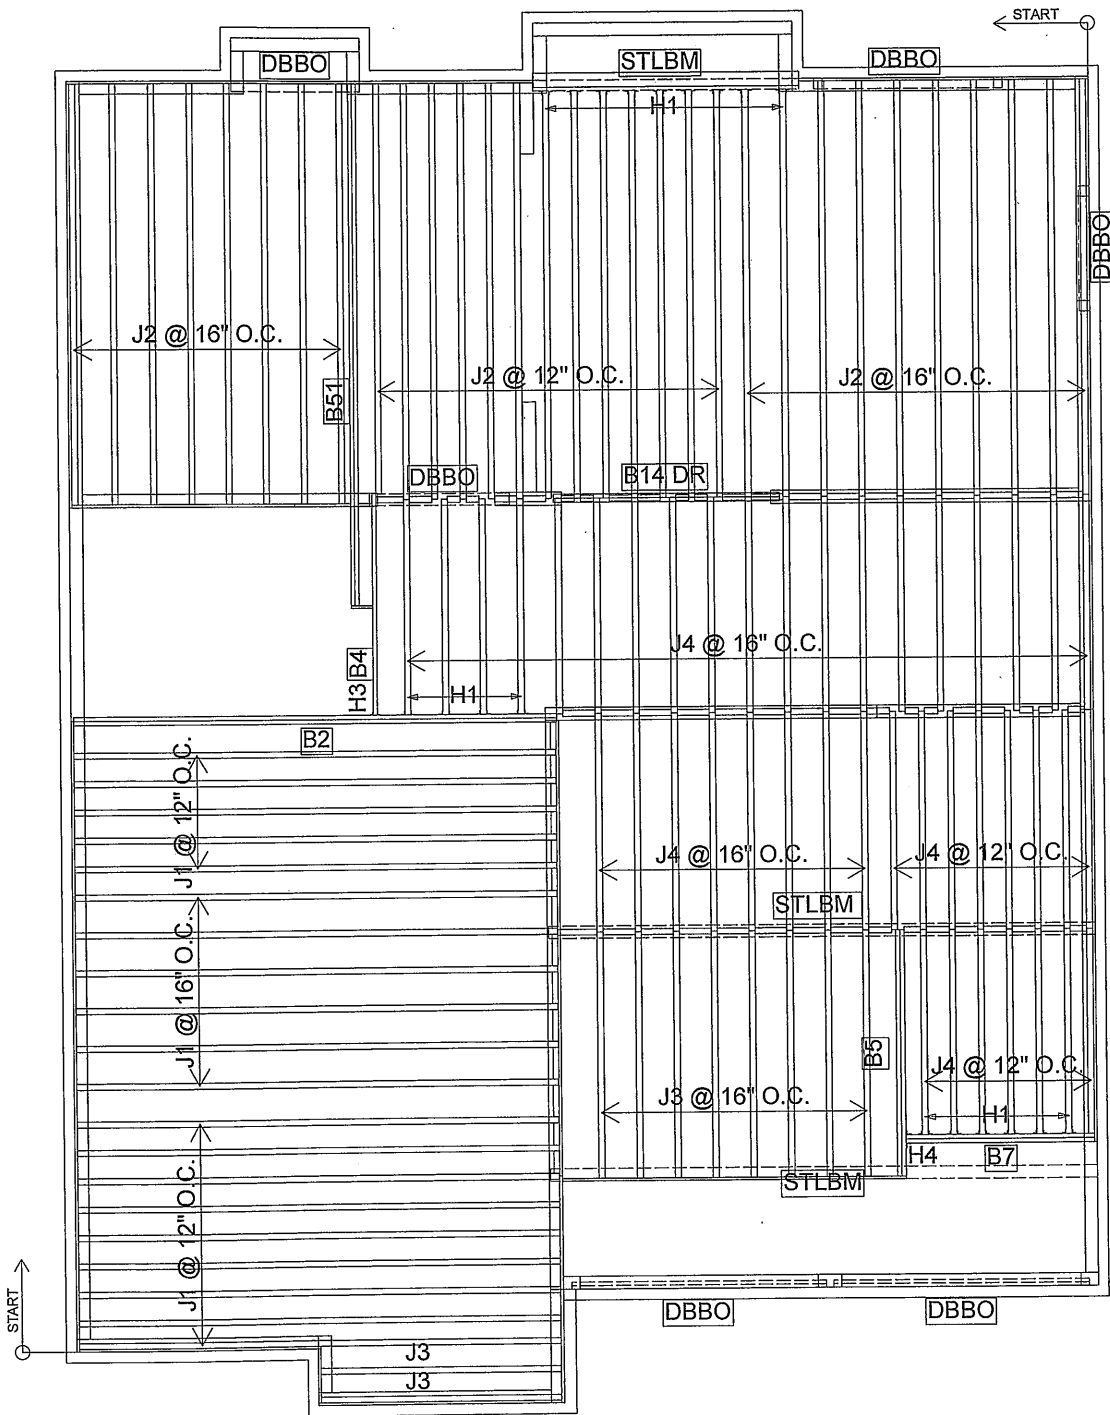 START
DBBO
STLBM
DBBO
H1
DBBO
J2 @ 16" O.C.
J2 @ 12" O.C.
J2 @ 16" O.C.
B51
DBBO
B14 DR
J4 @ 16" O.C.
H3 B4
H1
B2
J1 @ 12" O.C.
J4 @ 16" O.C.
J4 @ 12" O.C.
STLBM
J1 @ 16" O.C.
B5
J4 @ 12" O.C.
J3 @ 16" O.C.
H1
H4
B7
STLBM
J1 @ 12" O.C.
START
DBBO
DBBO
J3
J3